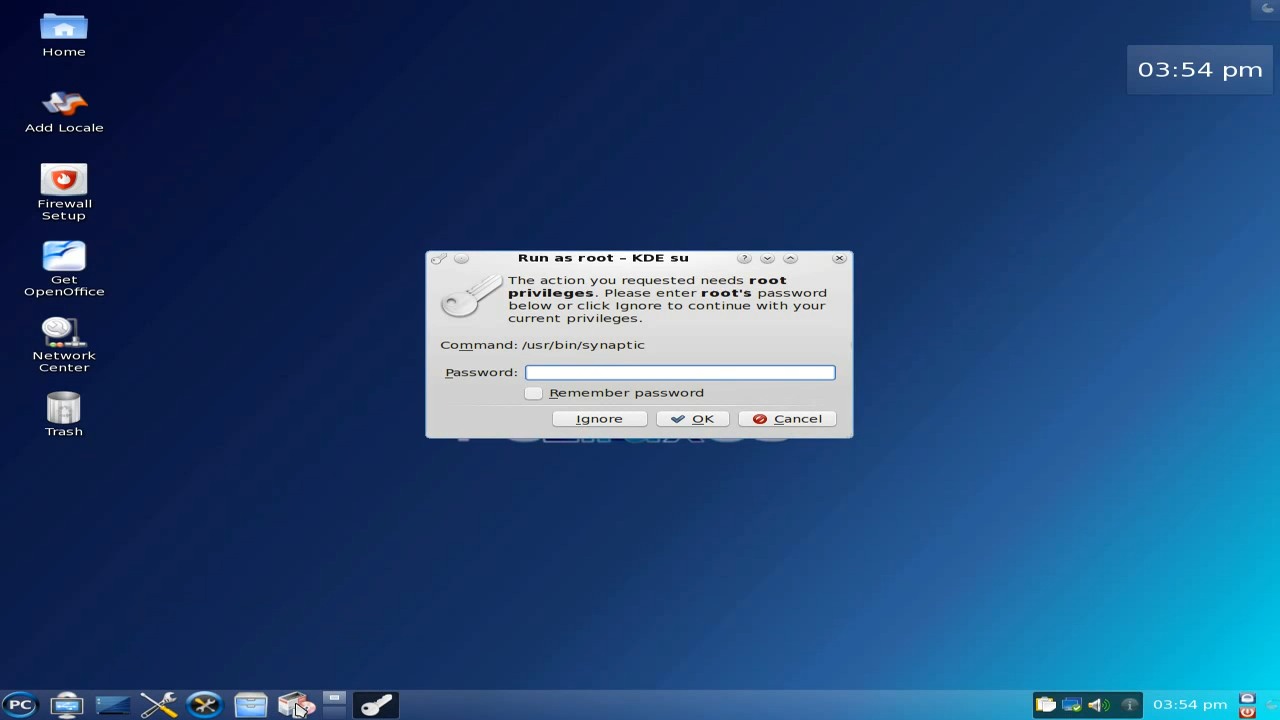 Home
Add Locale
Firewall
Setup
Get
OpenOffice
Network
Center
Trash
03:54 pm
Run as root – KDE su
The action you requested needs root
privileges. Please enter root's password
below or click Ignore to continue with your
current privileges.
Command: /usr/bin/synaptic
Password:
Remember password
Ignore
OK
Cancel
PC
03:54 pm